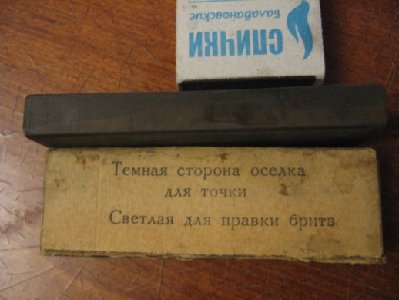 СПИЧКИ
балабановские
Темная сторона оселка
для точки
Светлая для правки бритв